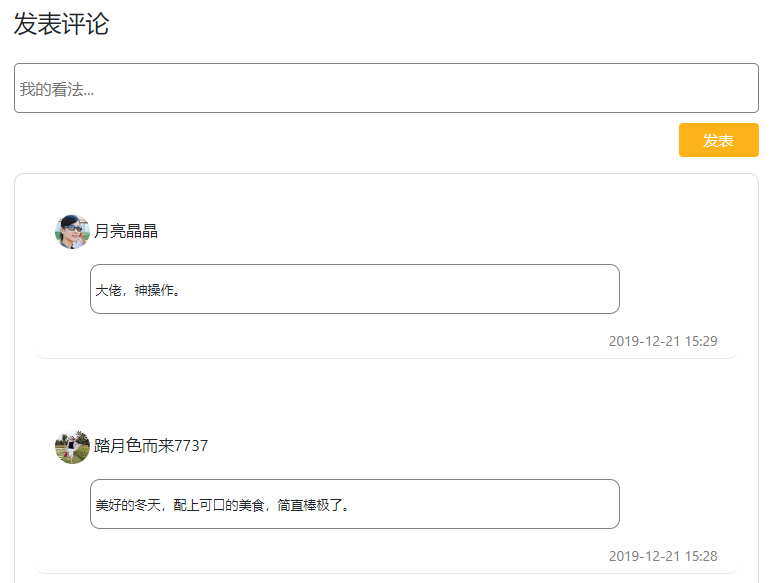 发表评论
我的看法...
发表
月亮晶晶
大佬，神操作。
2019-12-21 15:29
踏月色而来7737
美好的冬天，配上可口的美食，简直棒极了。
2019-12-21 15:28